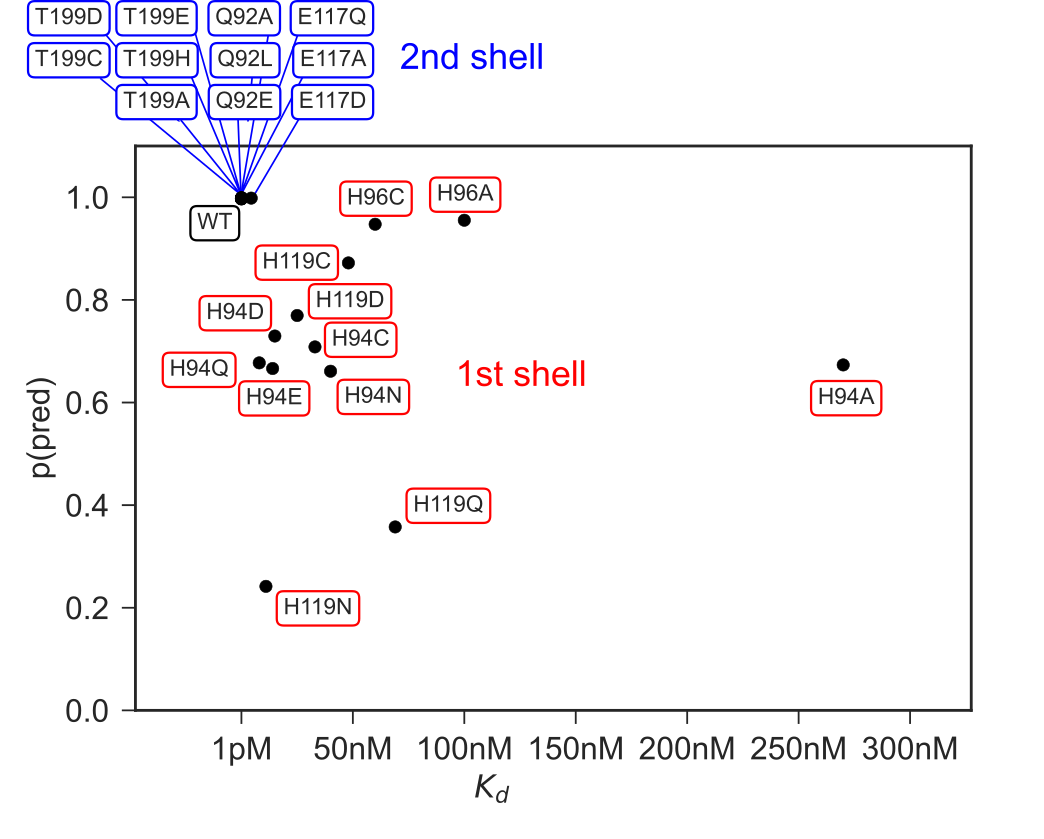 T199D T199E Q92A E117Q
T199C T199H Q92L E117A
2nd shell
T199A Q92E E117D
H96C H96A
1.0
WT
H119C
0.8
H119D
H94D
H94C
H94Q
1st shell
H94E H94N H94A
0.6
p(pred)
0.4
H119Q
0.2
H119N
0.0
1pM 50nM 100nM 150nM 200nM 250nM 300nM
Kd